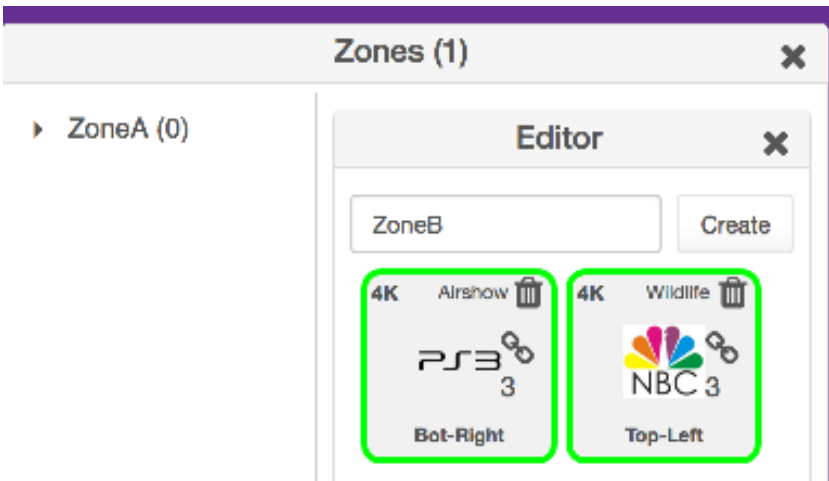 Zones (1)
ZoneA (0)
Editor
ZoneB
Create
4K Airshow
PS3
3
Bot-Right
4K Wildlife
NBC 3
Top-Left